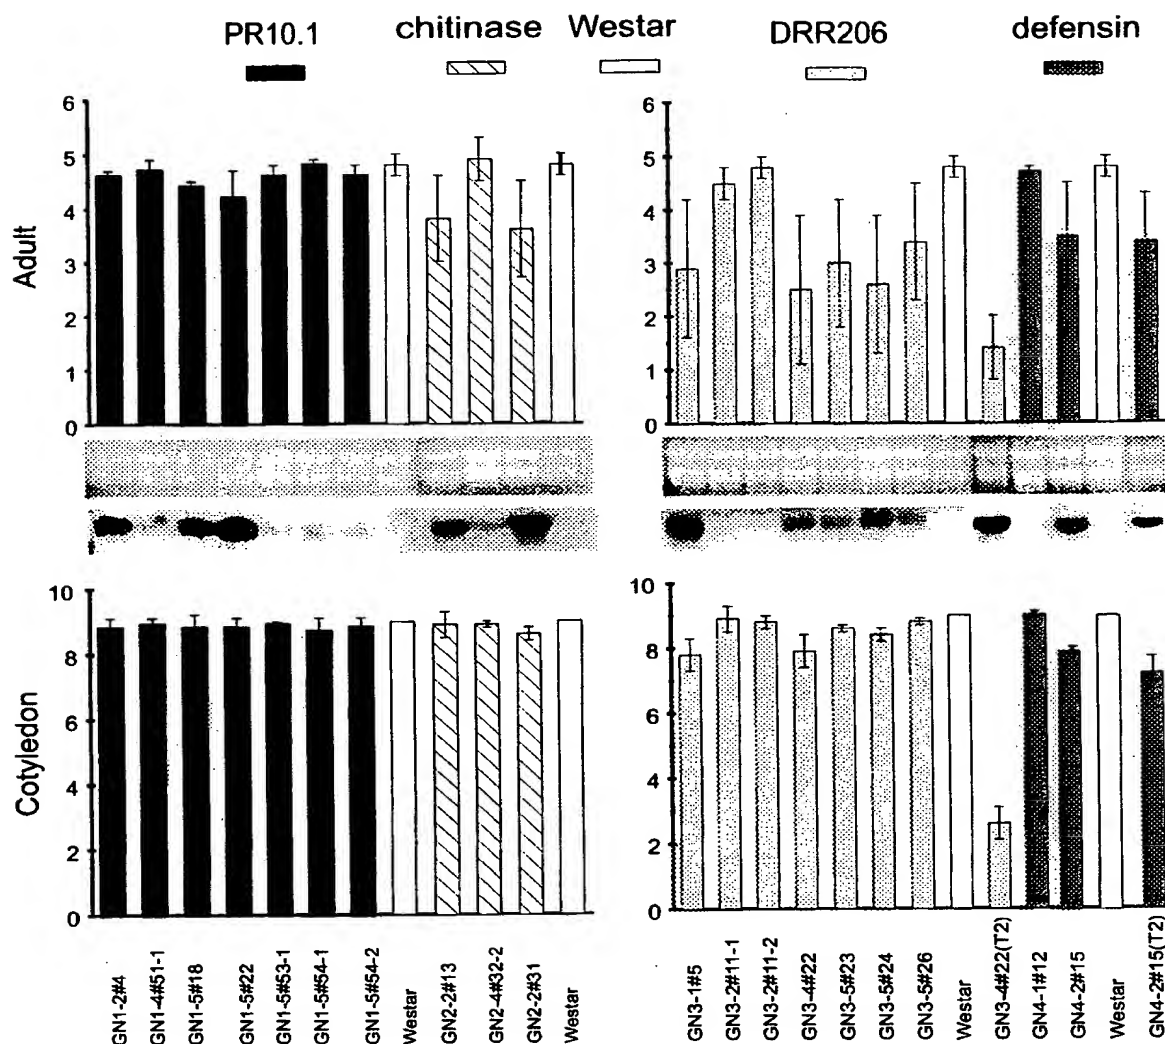 PR10.1 chitinase Westar DRR206 defensin
6 6
5 5
4 4
3 3
2 2
1 1
0 0
Adult
10 10
8 8
6 6
4 4
2 2
0 0
Cotyledon
GN1-2#4
GN1-4#51-1
GN1-5#18
GN1-5#22
GN1-5#53-1
GN1-5#54-1
GN1-5#54-2
Westar
GN2-2#13
GN2-4#32-2
GN2-2#31
Westar
GN3-1#5
GN3-2#11-1
GN3-2#11-2
GN3-4#22
GN3-5#23
GN3-5#24
GN3-5#26
Westar
GN3-4#22(T2)
GN4-1#12
GN4-2#15
Westar
GN4-2#15(T2)